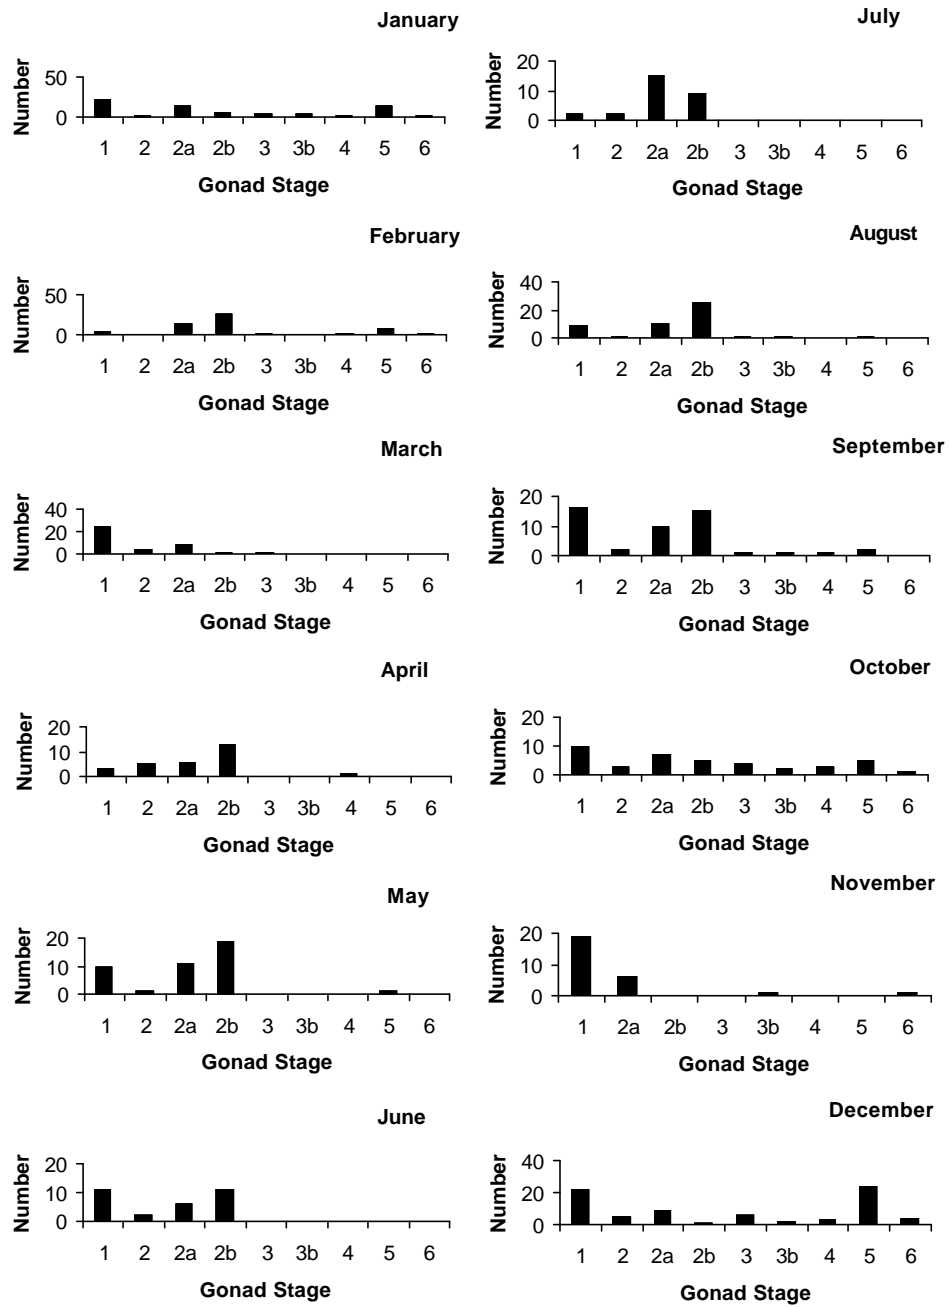 January
Number
50
0
1 2 2a 2b 3 3b 4 5 6
Gonad Stage
February
Number
50
0
1 2 2a 2b 3 3b 4 5 6
Gonad Stage
March
Number
40
20
0
1 2 2a 2b 3 3b 4 5 6
Gonad Stage
April
Number
20
10
0
1 2 2a 2b 3 3b 4 5 6
Gonad Stage
May
Number
20
10
0
1 2 2a 2b 3 3b 4 5 6
Gonad Stage
June
Number
20
10
0
1 2 2a 2b 3 3b 4 5 6
Gonad Stage
July
Number
20
10
0
1 2 2a 2b 3 3b 4 5 6
Gonad Stage
August
Number
40
20
0
1 2 2a 2b 3 3b 4 5 6
Gonad Stage
September
Number
20
10
0
1 2 2a 2b 3 3b 4 5 6
Gonad Stage
October
Number
20
10
0
1 2 2a 2b 3 3b 4 5 6
Gonad Stage
November
Number
20
10
0
1 2a 2b 3 3b 4 5 6
Gonad Stage
December
Number
40
20
0
1 2 2a 2b 3 3b 4 5 6
Gonad Stage